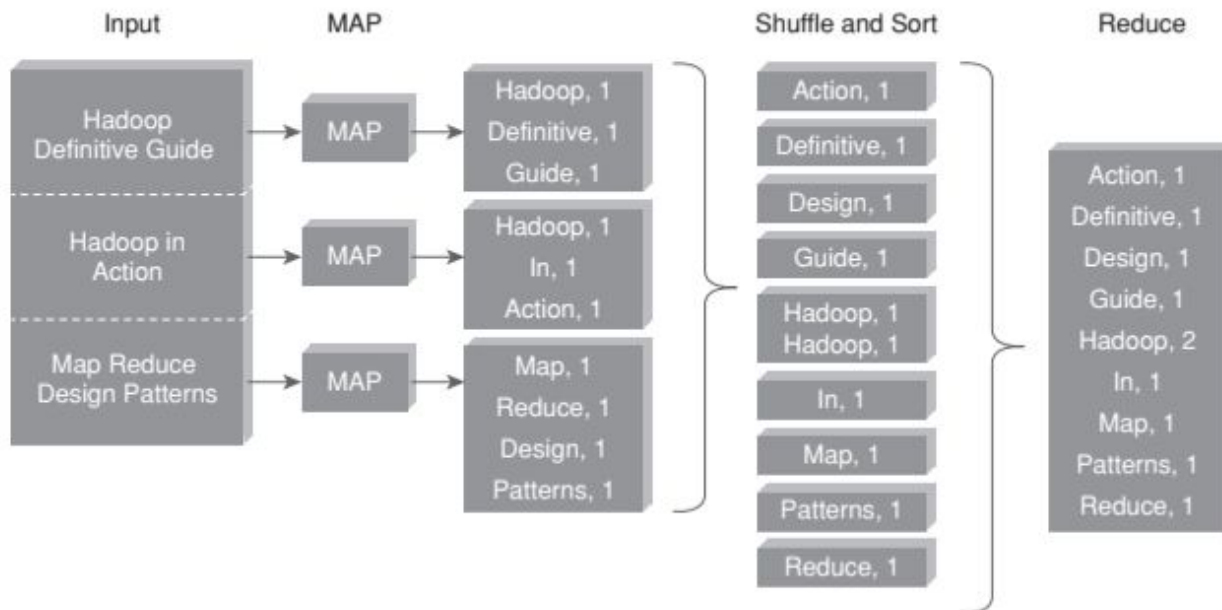 Input
MAP
Shuffle and Sort
Reduce
Hadoop
Definitive Guide
Hadoop in
Action
Map Reduce
Design Patterns
MAP
MAP
MAP
Hadoop, 1
Definitive, 1
Guide, 1
Hadoop, 1
In, 1
Action, 1
Map, 1
Reduce, 1
Design, 1
Patterns, 1
Action, 1
Definitive, 1
Design, 1
Guide, 1
Hadoop, 1
Hadoop, 1
In, 1
Map, 1
Patterns, 1
Reduce, 1
Action, 1
Definitive, 1
Design, 1
Guide, 1
Hadoop, 2
In, 1
Map, 1
Patterns, 1
Reduce, 1